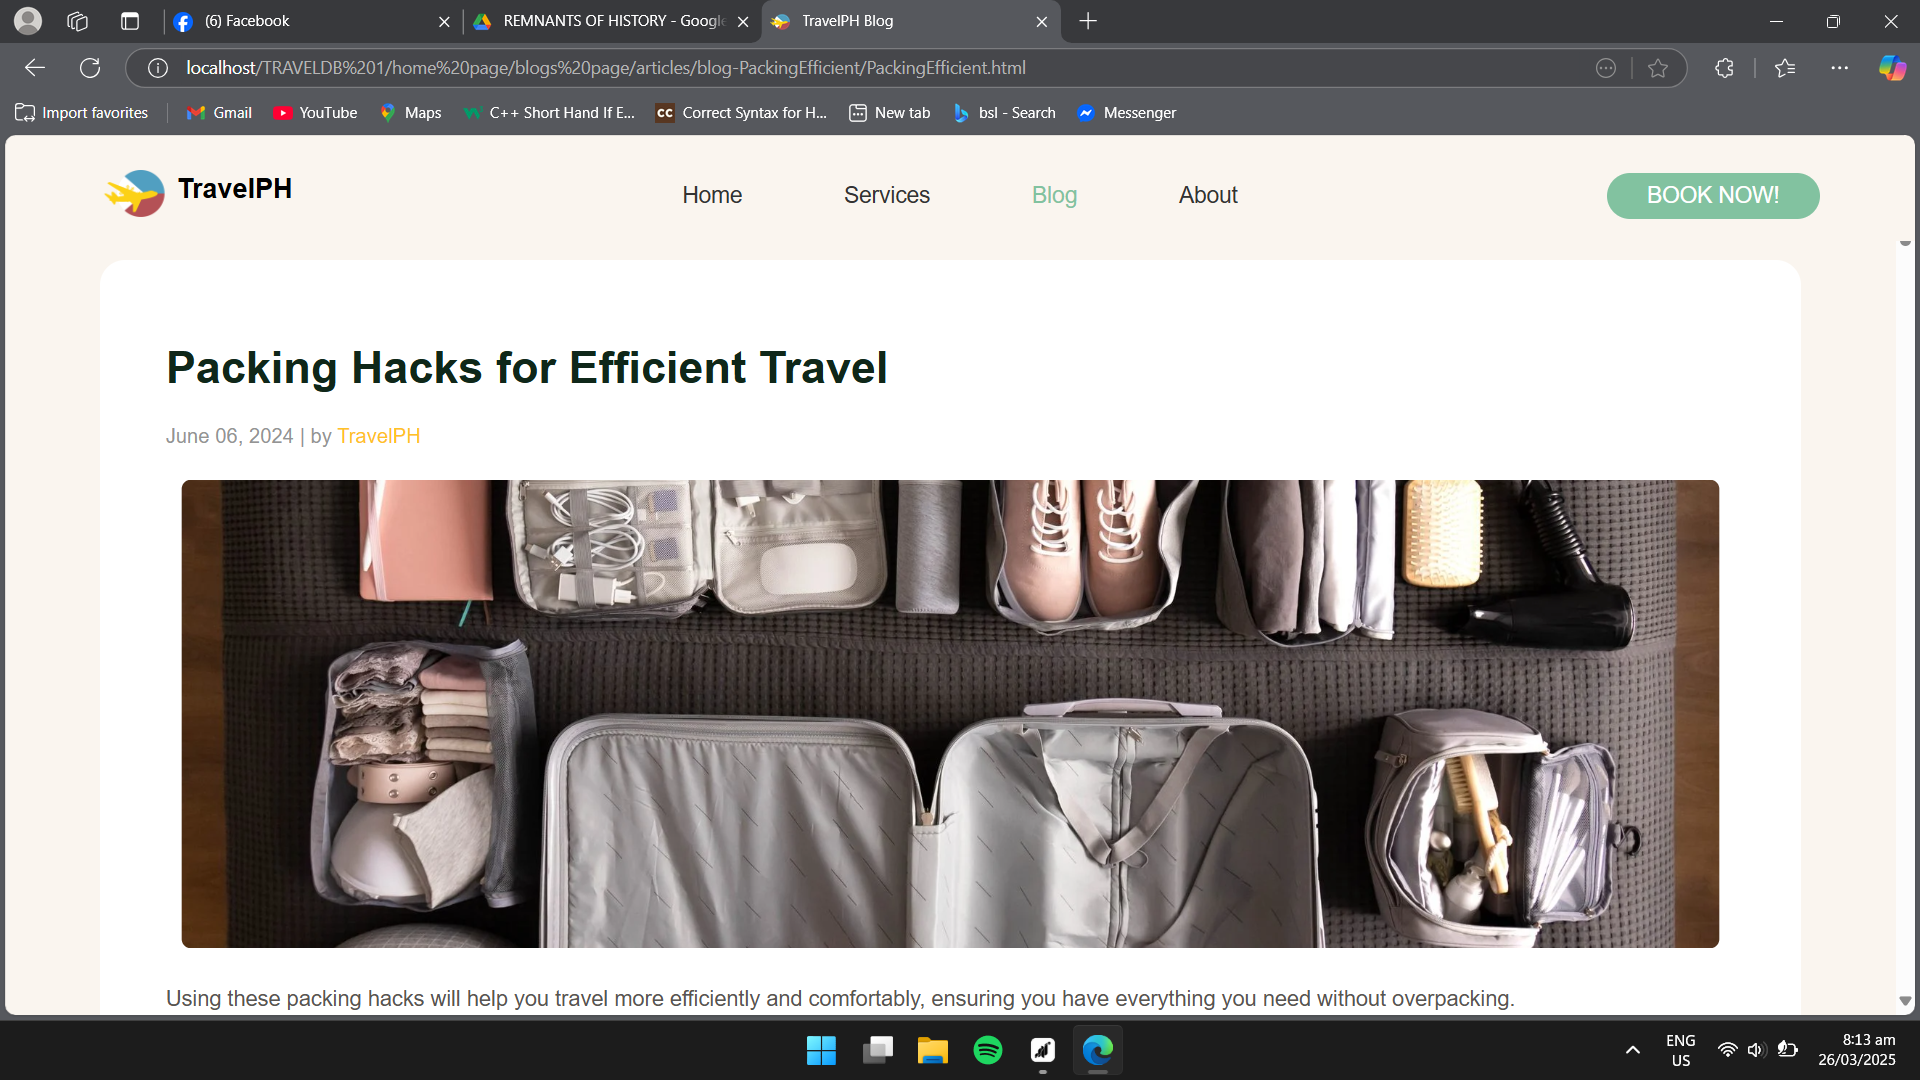 (6) Facebook
REMNANTS OF HISTORY - Google
TravelPH Blog
localhost/TRAVELDB%201/home%20page/blogs%20page/articles/blog-PackingEfficient/PackingEfficient.html
Import favorites
Gmail
YouTube
Maps
C++ Short Hand If E...
CC
Correct Syntax for H...
New tab
bsl - Search
Messenger
TravelPH
Home
Services
Blog
About
BOOK NOW!
Packing Hacks for Efficient Travel
June 06, 2024 | by TravelPH
Using these packing hacks will help you travel more efficiently and comfortably, ensuring you have everything you need without overpacking.
ENG
US
8:13 am
26/03/2025